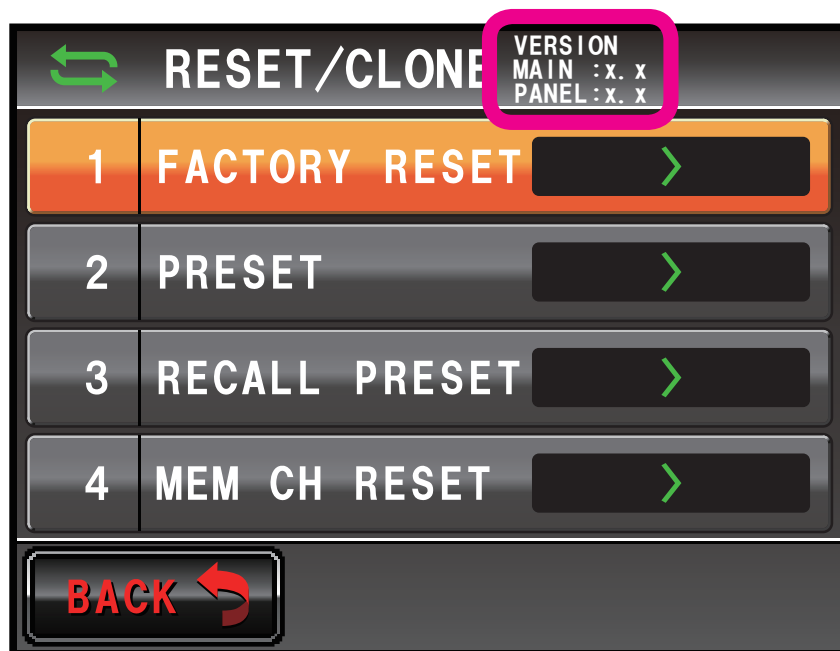 RESET/CLONE
VERSION
MAIN :x. x
PANEL:x. x
1 FACTORY RESET
2 PRESET
3 RECALL PRESET
4 MEM CH RESET
BACK